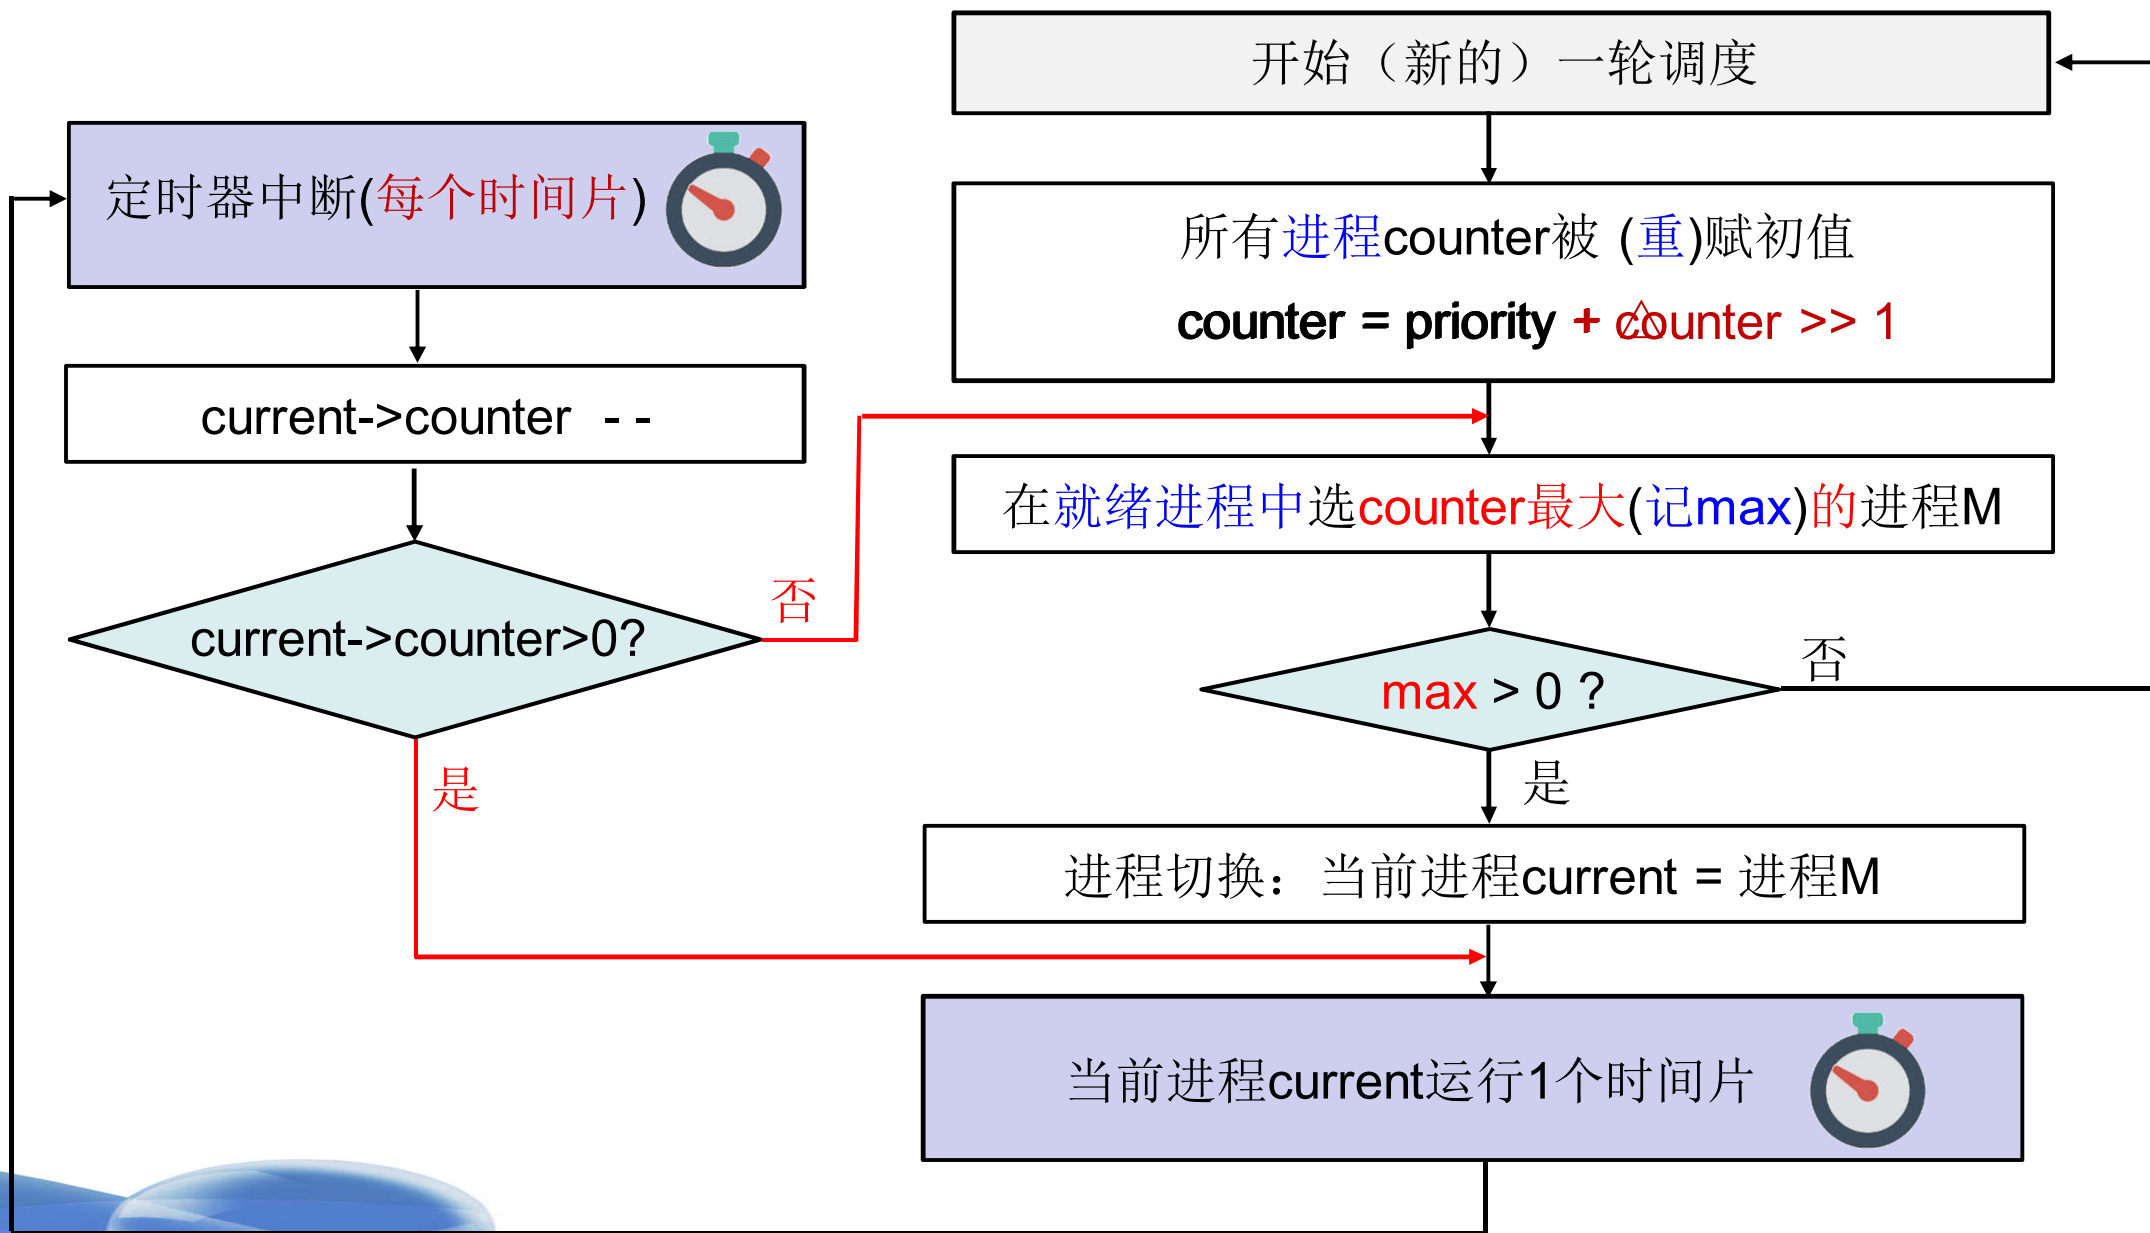 开始（新的）一轮调度
定时器中断(每个时间片)
所有进程counter被 (重)赋初值
counter = priority + counter >> 1
current->counter - -
在就绪进程中选counter最大(记max)的进程M
current->counter>0?
否
max > 0 ?
否
是
是
进程切换：当前进程current = 进程M
当前进程current运行1个时间片